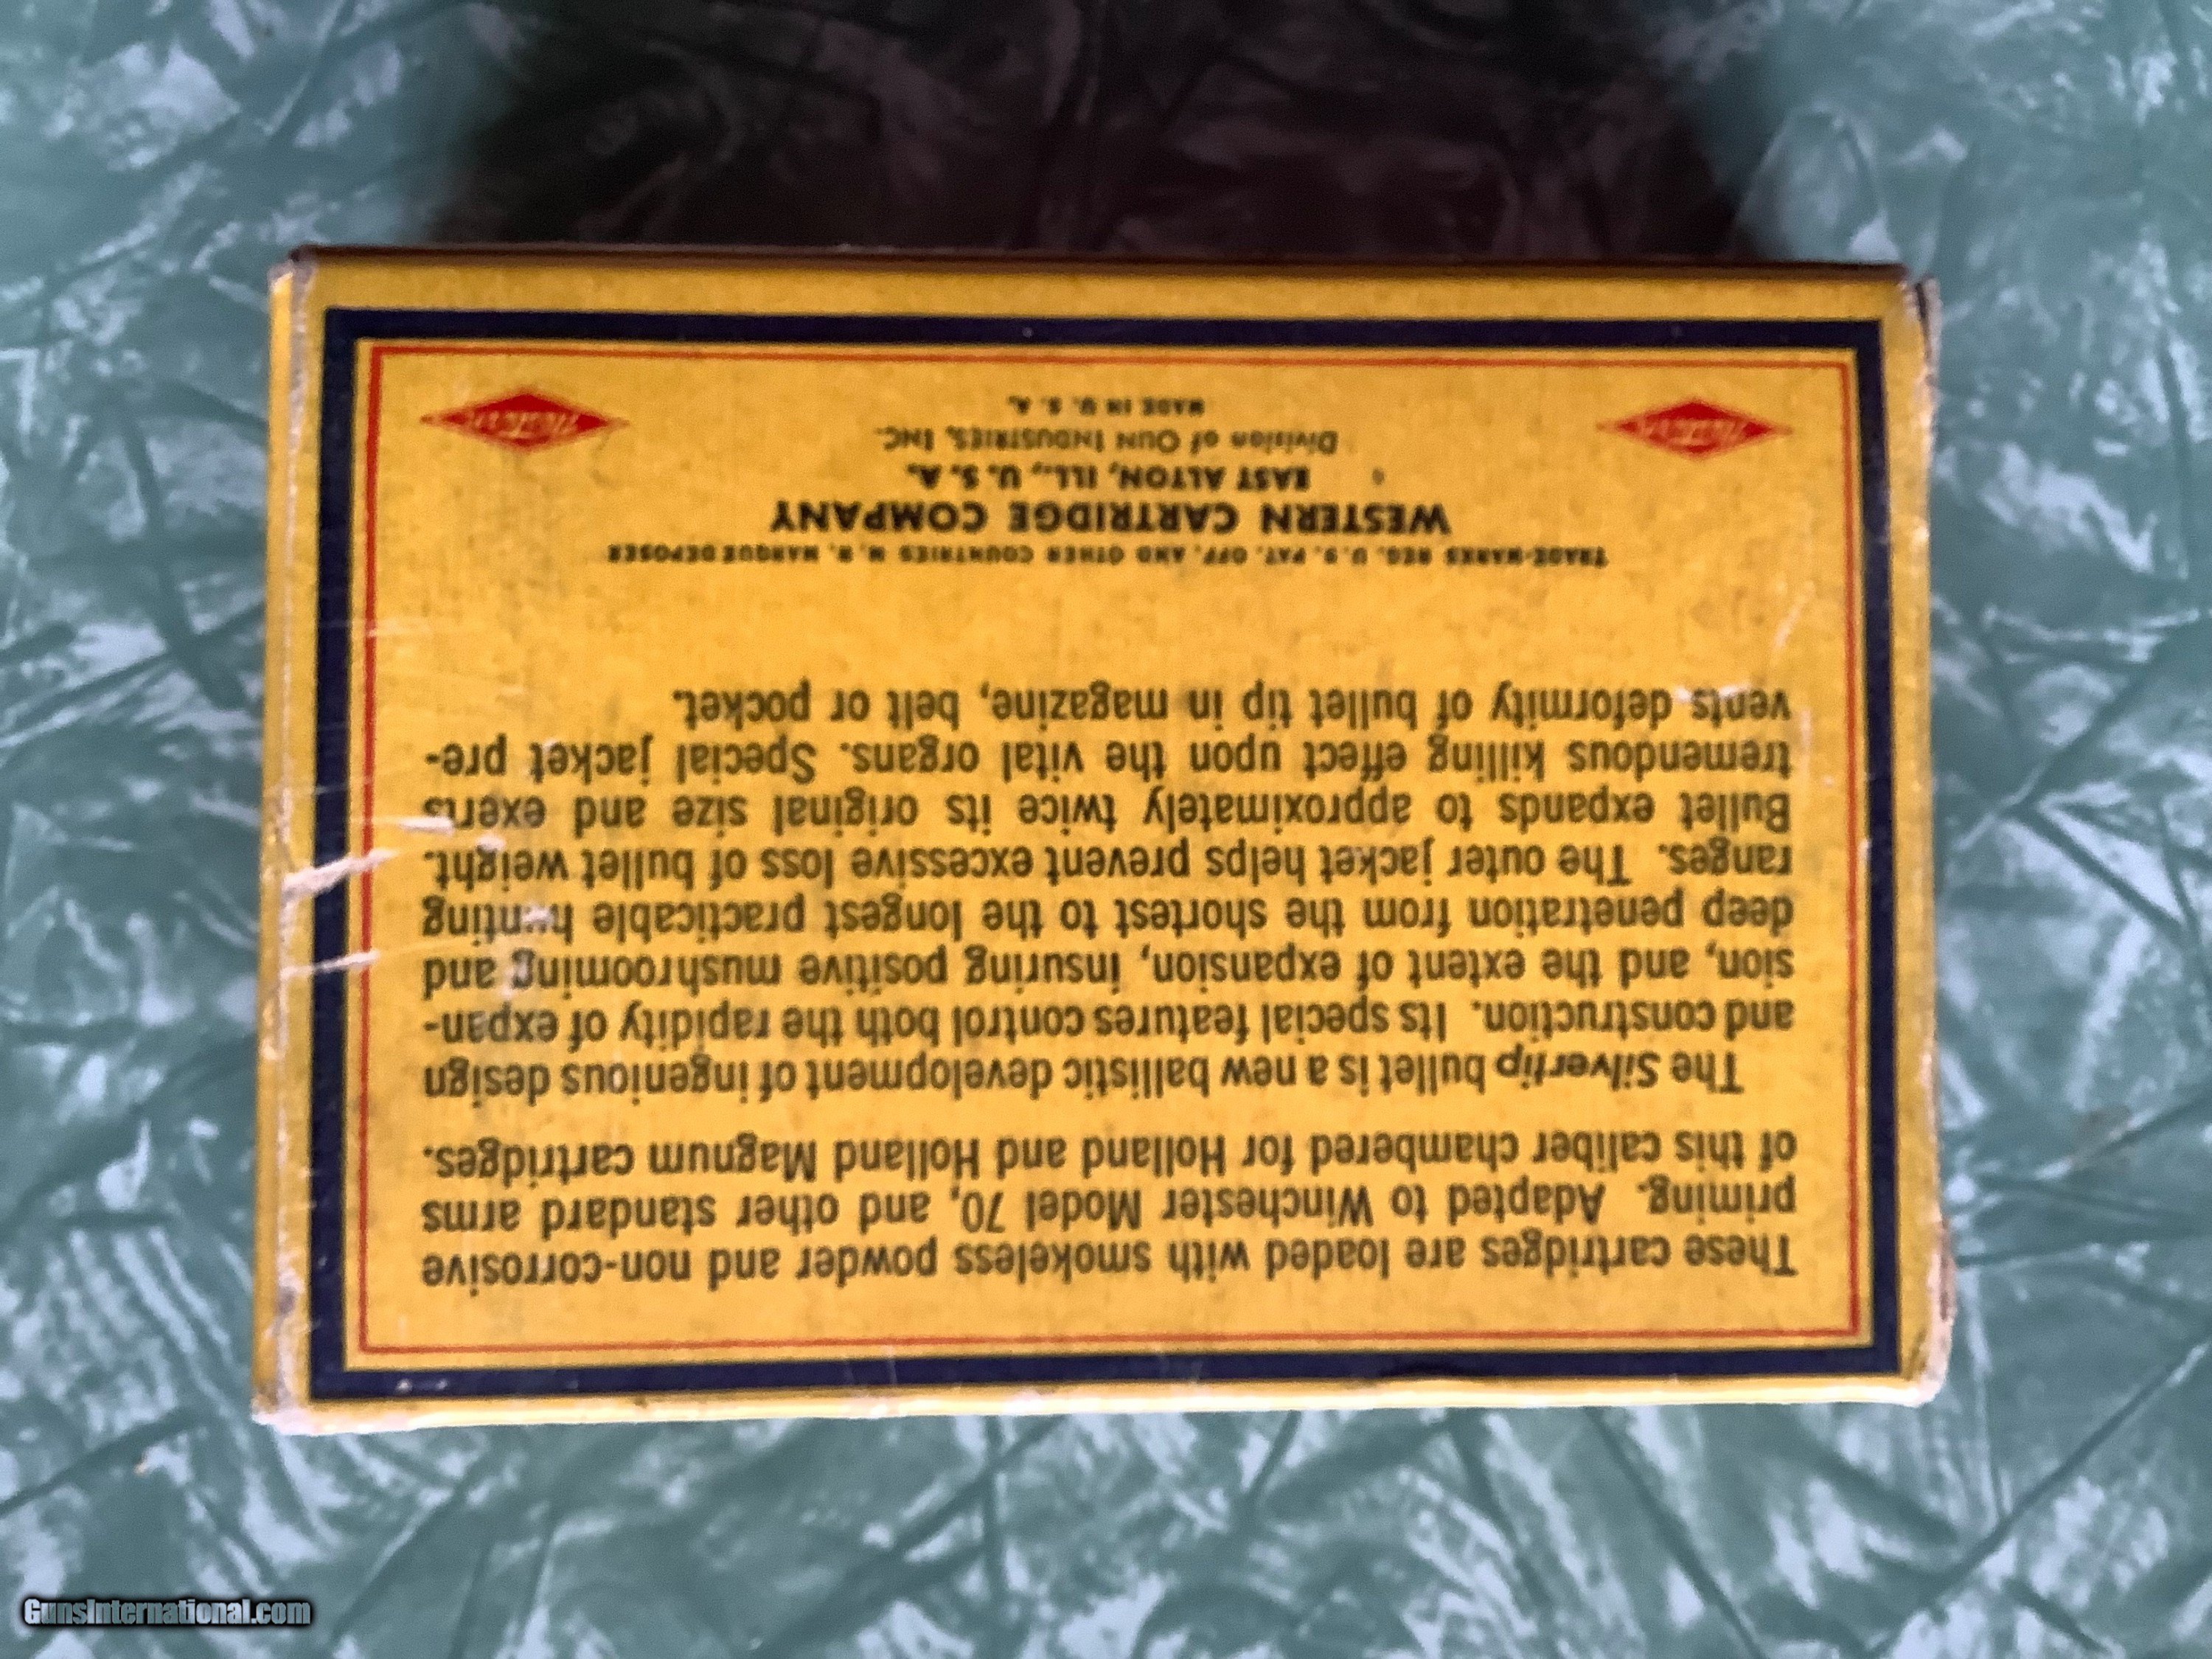 These cartridges are loaded with smokeless powder and non-corrosive
priming. Adapted to Winchester Model 70, and other standard arms
of this caliber chambered for Holland and Holland Magnum cartridges.
The Silvertip bullet is a new ballistic development of ingenious design
and construction. Its special features control both the rapidity of expan-
sion, and the extent of expansion, insuring positive mushrooming and
deep penetration from the shortest to the longest practicable hunting
ranges. The outer jacket helps prevent excessive loss of bullet weight.
Bullet expands to approximately twice its original size and exerts
tremendous killing effect upon the vital organs. Special jacket pre-
vents deformity of bullet tip in magazine, belt or pocket.
TRADE-MARKS REG. U.S. PAT. OFF. AND OTHER COUNTRIES M. R. MARQUE DEPOSEE
WESTERN CARTRIDGE COMPANY
EAST ALTON, ILL., U. S. A.
Division of OLIN INDUSTRIES, INC.
MADE IN U. S. A.
Western
Western
GunsInternational.com